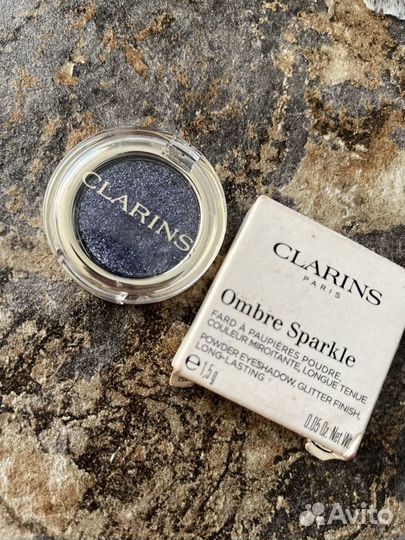 CLARINS
CLARINS
PARIS
Ombre Sparkle
FARD À PAUPIÈRES POUDRE,
COULEUR MIROITANTE, LONGUE TENUE
POWDER EYESHADOW, GLITTER FINISH,
LONG-LASTING
℮ 1,5g
0.05 Oz. Net Wt.
Avito